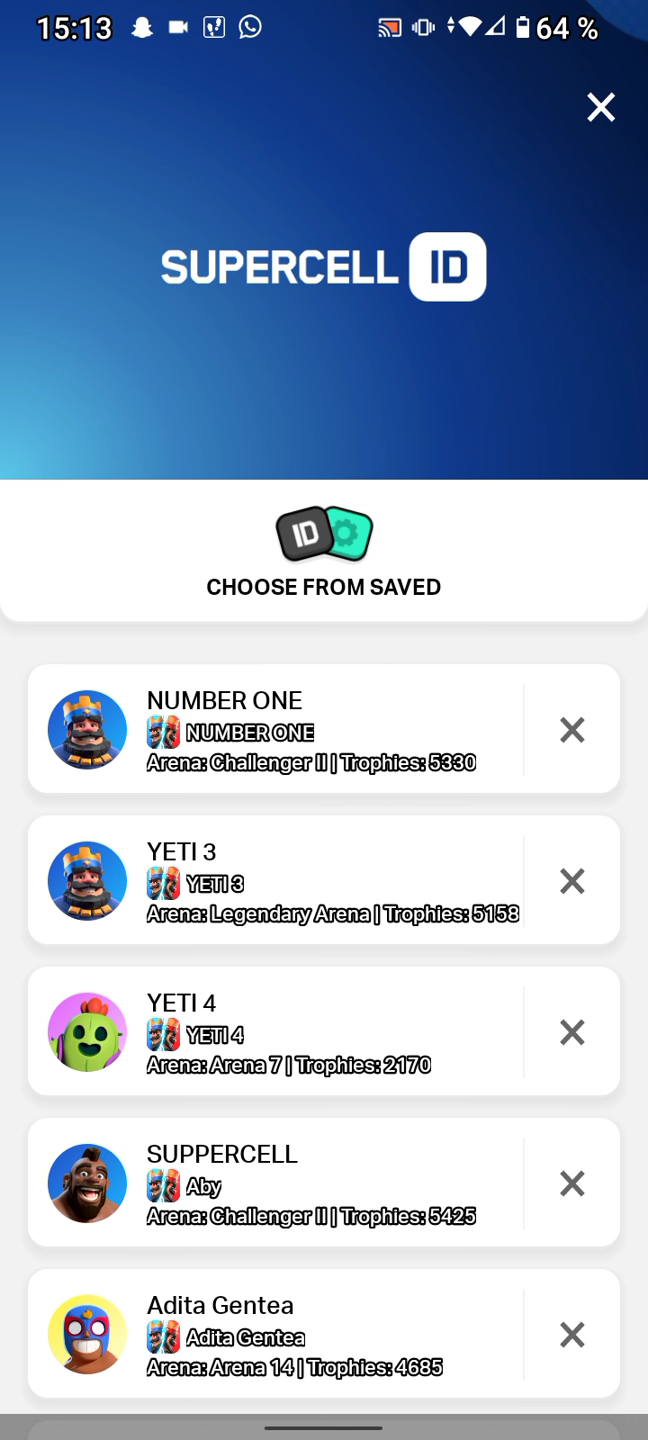 15:13
64 %
SUPERCELL ID
ID
CHOOSE FROM SAVED
NUMBER ONE
NUMBER ONE
Arena: Challenger II | Trophies: 5330
YETI 3
YETI 3
Arena: Legendary Arena | Trophies: 5158
YETI 4
YETI 4
Arena: Arena 7 | Trophies: 2170
SUPPERCELL
Aby
Arena: Challenger II | Trophies: 5425
Adita Gentea
Adita Gentea
Arena: Arena 14 | Trophies: 4685